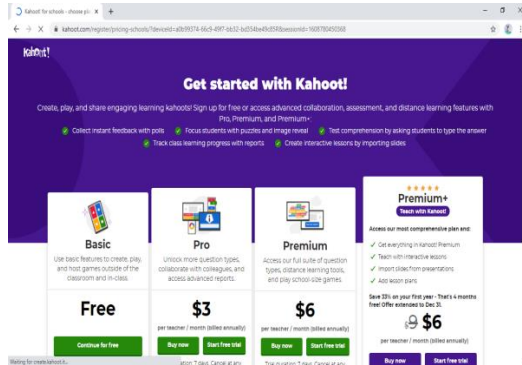 Kahoot! for schools - choose pl
kahoot.com/register/pricing-schools/?deviceId=
Kahoot!
Get started with Kahoot!
Create, play, and share engaging learning kahoots! Sign up for free or access advanced collaboration, assessment, and distance learning features with
Pro, Premium, and Premium+:
Collect instant feedback with polls Focus students with puzzles and image reveal Test comprehension by asking students to type the answer
Track class learning progress with reports Create interactive lessons by importing slides
Basic
Use basic features to create, play,
and host games outside of the
classroom and in-class.
Free
Continue for free
Pro
Unlock more question types,
collaborate with colleagues, and
access advanced reports.
$3
per teacher / month (billed annually)
Buy now Start free trial
Premium
Access our full suite of question
types, distance learning tools,
and play school-size games.
$6
per teacher / month (billed annually)
Buy now Start free trial
Premium+
Teach with Kahoot!
Access our most comprehensive plan and:
Get everything in Kahoot! Premium
Teach with interactive lessons
Import slides from presentations
Add lesson plans
Save 33% on your first year - That's 4 months
free! Offer extended to Dec 31.
9 $6
per teacher / month (billed annually)
Buy now Start free trial
Waiting for create.kahoot.it...